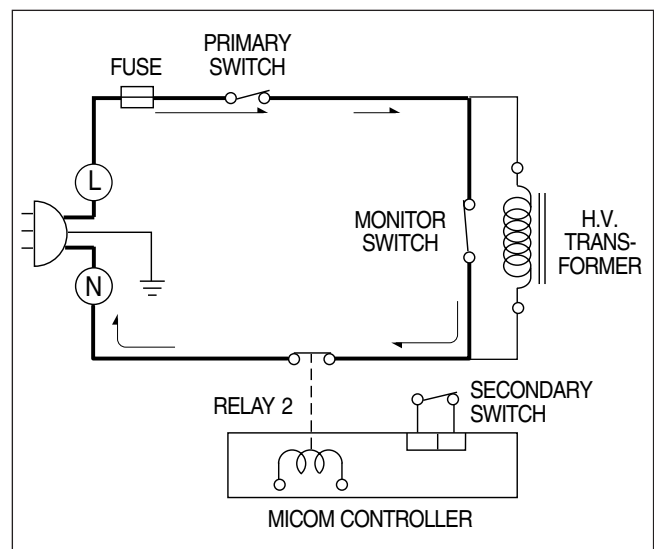 PRIMARY
SWITCH
FUSE
L
MONITOR
SWITCH
H.V.
TRANS-
FORMER
N
RELAY 2
SECONDARY
SWITCH
MICOM CONTROLLER